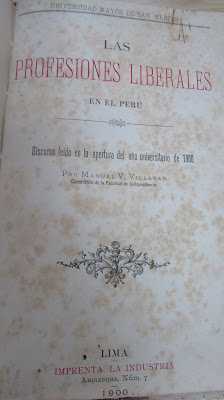 UNIVERSIDAD MAYOR DE SAN MARCOS
LAS
PROFESIONES LIBERALES
EN EL PERÚ
Discurso leído en la apertura del año universitario de 1900
POR MANUEL V. VILLARÁN
Catedrático de la Facultad de Jurisprudencia
LIMA
IMPRENTA LA INDUSTRIA
Amazonas, Núm. 7
1900